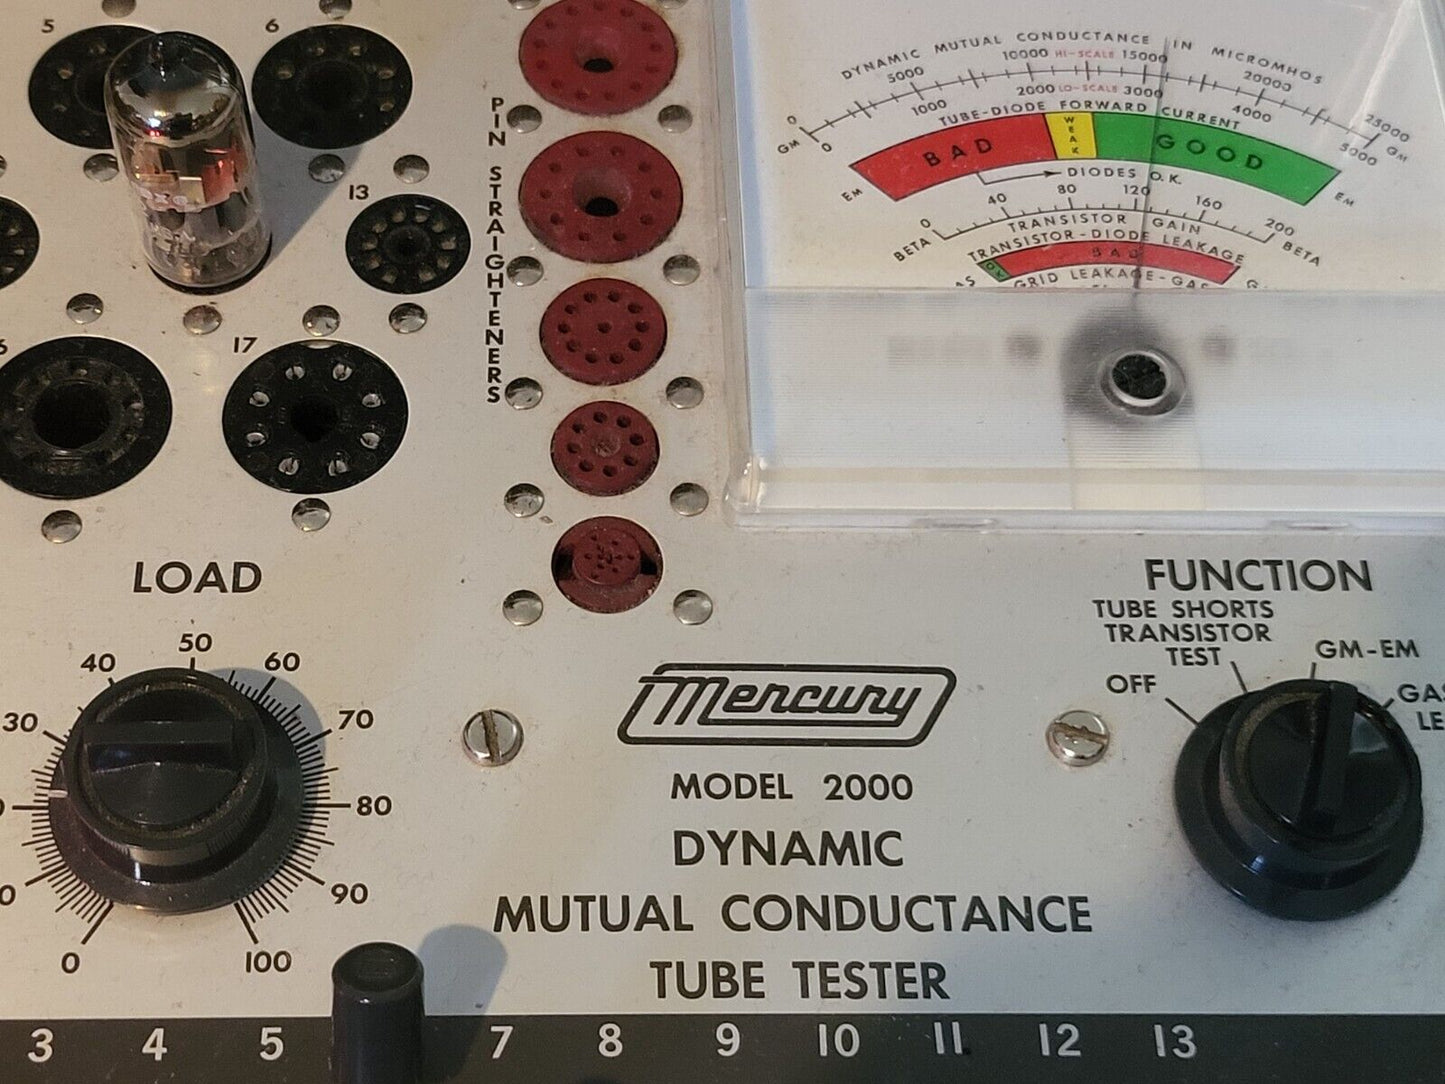 5
6
13
17
PIN STRAIGHTENERS
DYNAMIC MUTUAL CONDUCTANCE IN MICROMHOS
0 5000 10000 HI-SCALE 15000 20000 25000
GM 0 1000 2000 LO-SCALE 3000 4000 5000 GM
TUBE-DIODE FORWARD CURRENT
BAD WEAK GOOD
EM DIODES O.K. EM
0 40 80 120 160 200
BETA TRANSISTOR GAIN BETA
TRANSISTOR-DIODE LEAKAGE
OK BAD
GRID LEAKAGE-GAS
LOAD
30 40 50 60 70
80
90
0 100
FUNCTION
TUBE SHORTS
TRANSISTOR
TEST
OFF
GM-EM
Mercury
MODEL 2000
DYNAMIC
MUTUAL CONDUCTANCE
TUBE TESTER
3 4 5 7 8 9 10 11 12 13